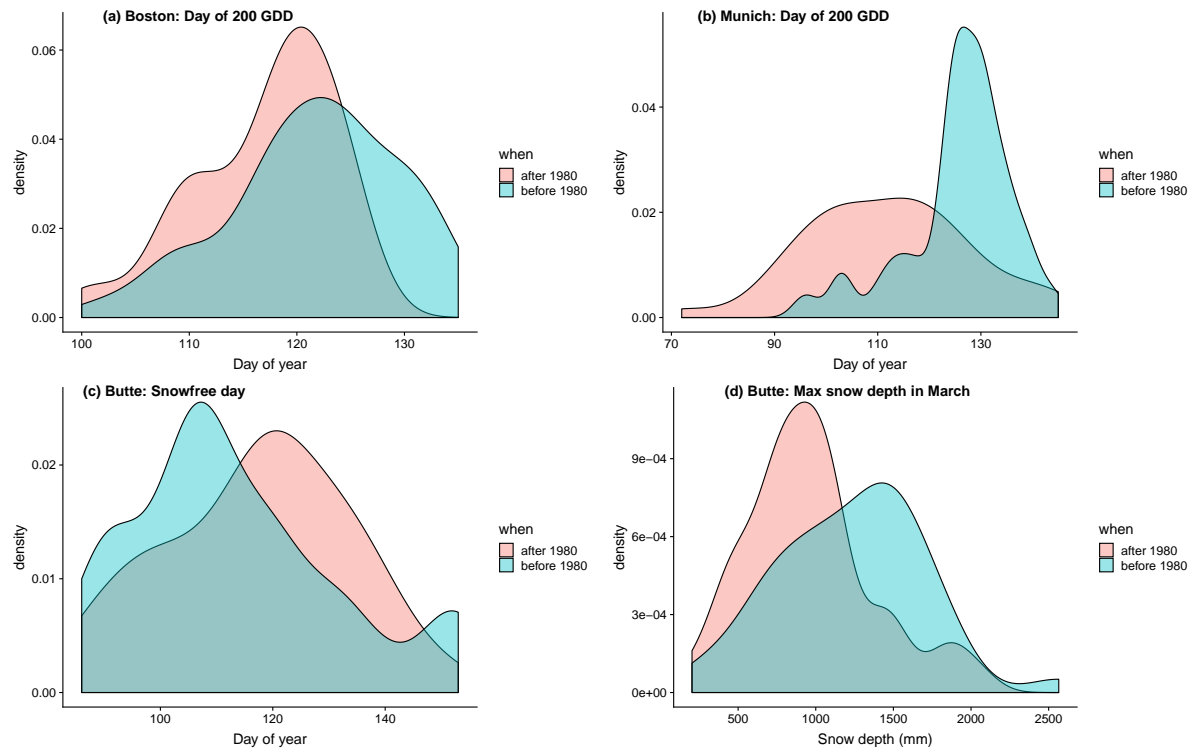 (a) Boston: Day of 200 GDD
density
0.06
0.04
0.02
0.00
100
110
120
130
Day of year
when
after 1980
before 1980
(b) Munich: Day of 200 GDD
density
0.04
0.02
0.00
70
90
110
130
Day of year
when
after 1980
before 1980
(c) Butte: Snowfree day
density
0.02
0.01
0.00
100
120
140
Day of year
when
after 1980
before 1980
(d) Butte: Max snow depth in March
density
9e−04
6e−04
3e−04
0e+00
500
1000
1500
2000
2500
Snow depth (mm)
when
after 1980
before 1980